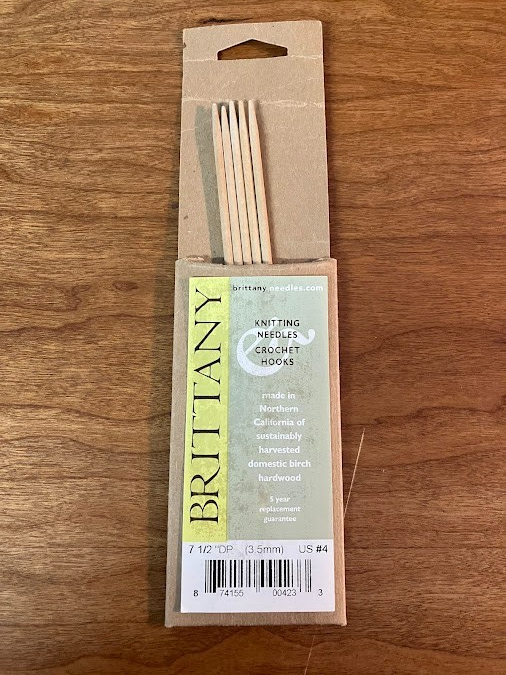 brittany-needles.com
BRITTANY
KNITTING
NEEDLES
&
CROCHET
HOOKS
made in
Northern
California of
sustainably
harvested
domestic birch
hardwood
5 year
replacement
guarantee
7 1/2 "DP (3.5mm) US #4
8 74155 00423 3